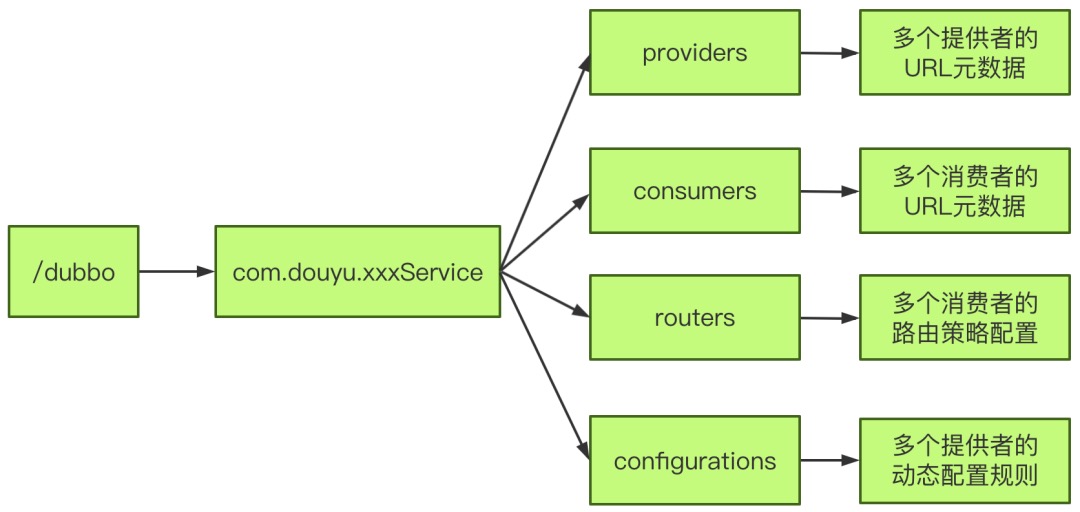 /dubbo
com.douyu.xxxService
providers
多个提供者的
URL元数据
consumers
多个消费者的
URL元数据
routers
多个消费者的
路由策略配置
configurations
多个提供者的
动态配置规则